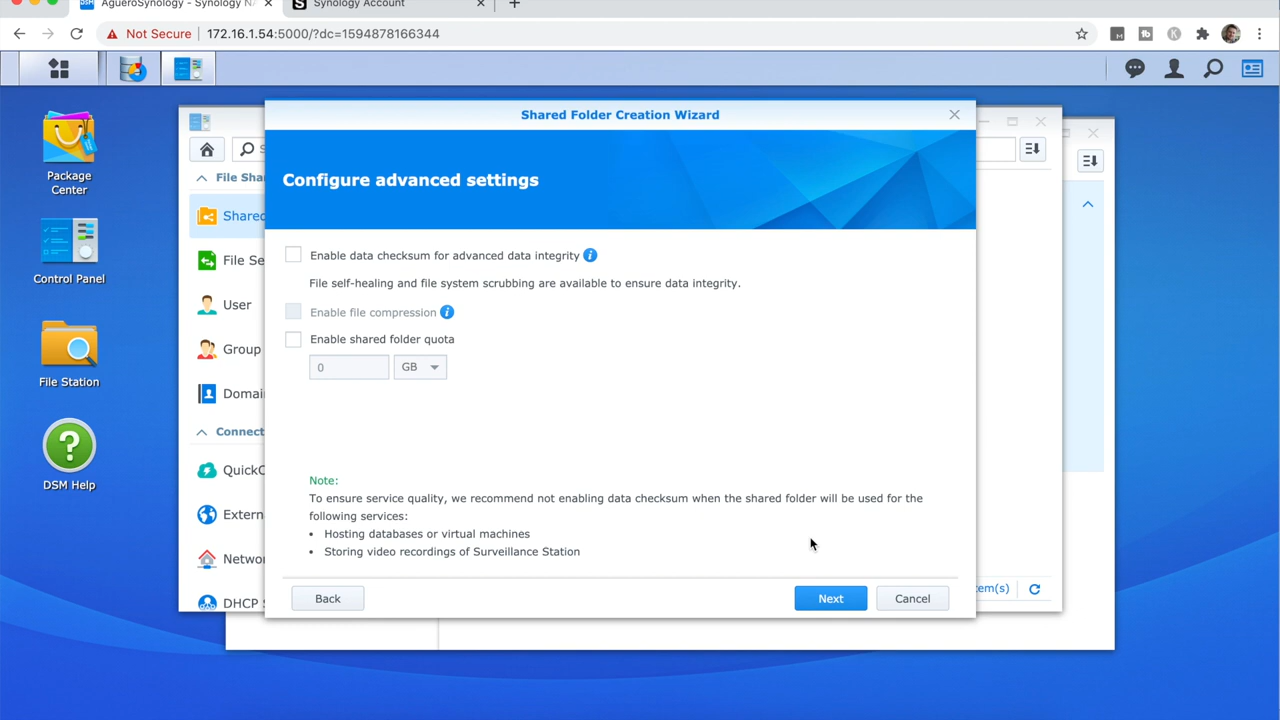 AgueroSynology - Synology N
Synology Account
Not Secure
172.16.1.54:5000/?dc=1594878166344
Package
Center
Control Panel
File Station
DSM Help
File Sha
Shared
File Se
User
Group
Domai
Connect
QuickC
Extern
Networ
DHCP S
Shared Folder Creation Wizard
Configure advanced settings
Enable data checksum for advanced data integrity
File self-healing and file system scrubbing are available to ensure data integrity.
Enable file compression
Enable shared folder quota
0
GB
Note:
To ensure service quality, we recommend not enabling data checksum when the shared folder will be used for the
following services:
• Hosting databases or virtual machines
• Storing video recordings of Surveillance Station
Back
Next
Cancel
em(s)